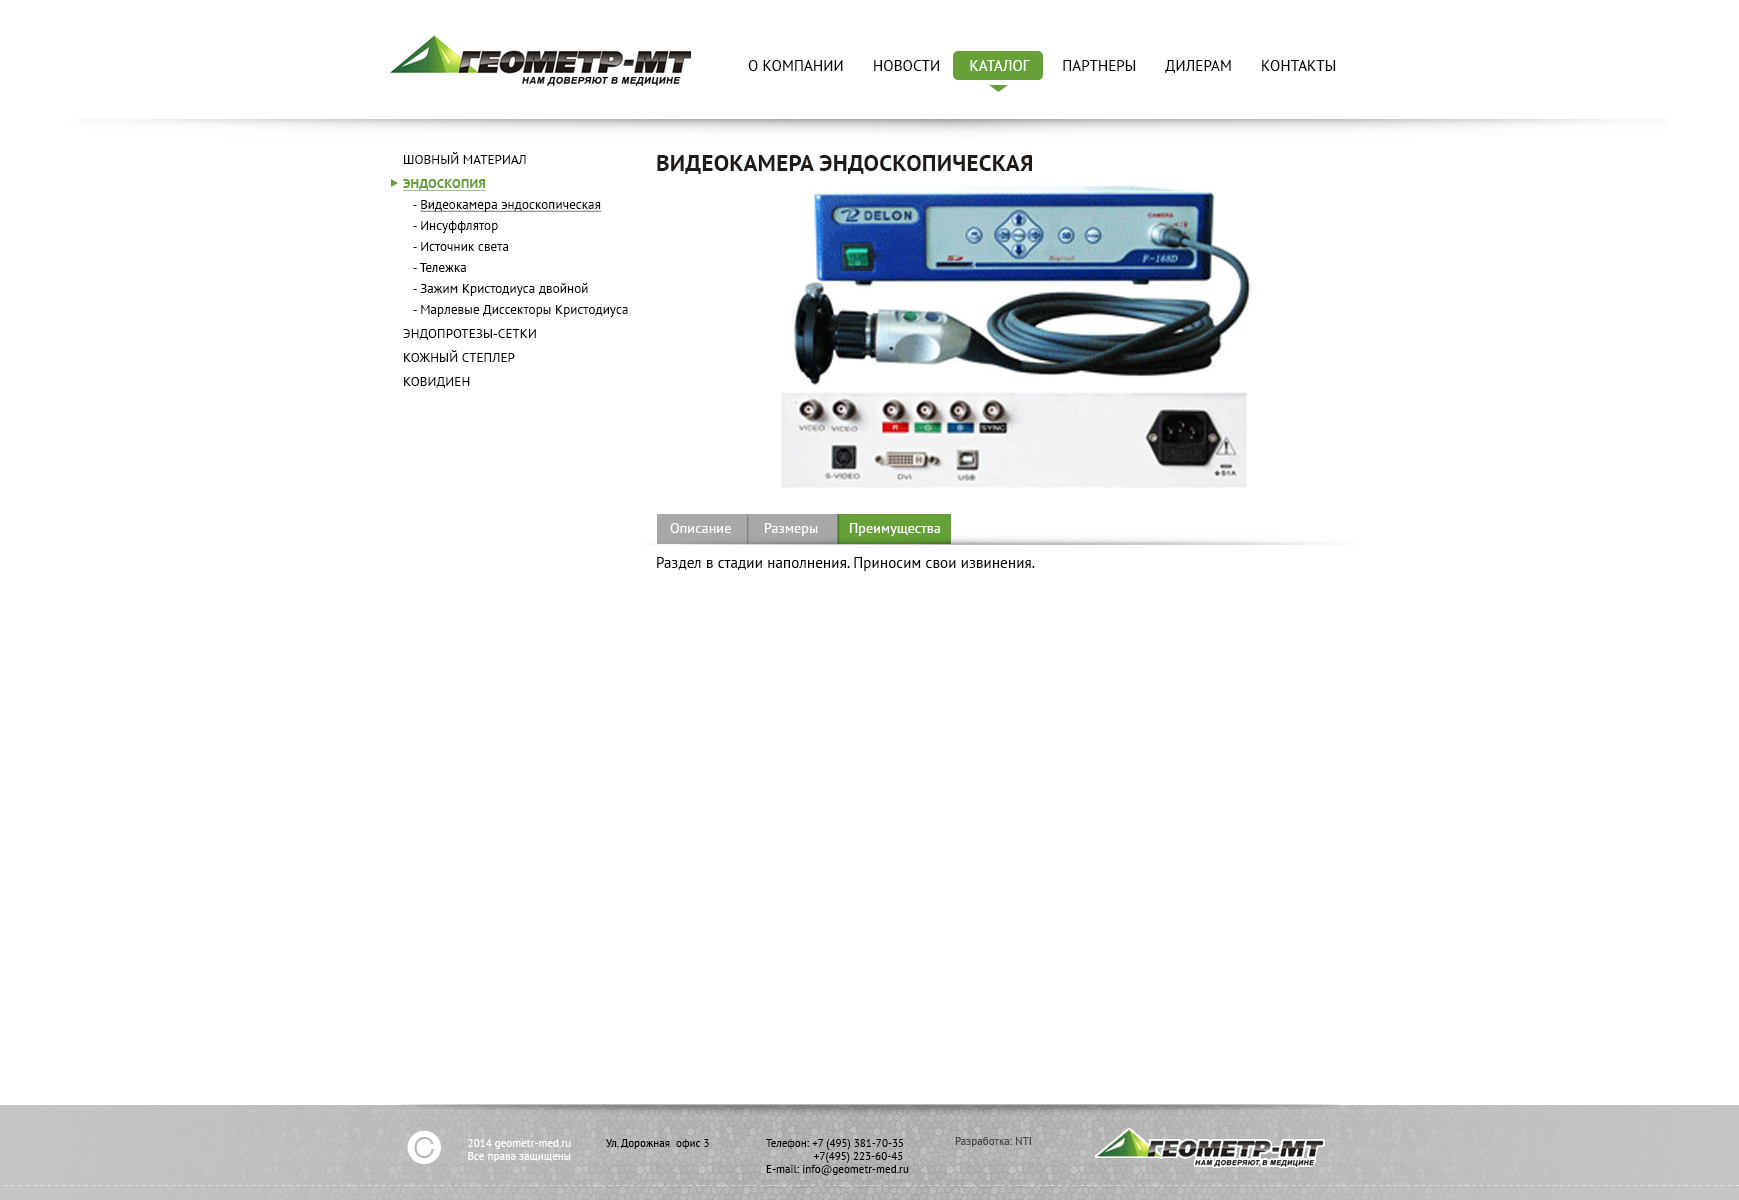 ГЕОМЕТР-МТ
НАМ ДОВЕРЯЮТ В МЕДИЦИНЕ
О КОМПАНИИ НОВОСТИ КАТАЛОГ ПАРТНЕРЫ ДИЛЕРАМ КОНТАКТЫ
ШОВНЫЙ МАТЕРИАЛ
ЭНДОСКОПИЯ
- Видеокамера эндоскопическая
- Инсуффлятор
- Источник света
- Тележка
- Зажим Кристодиуса двойной
- Марлевые Диссекторы Кристодиуса
ЭНДОПРОТЕЗЫ-СЕТКИ
КОЖНЫЙ СТЕПЛЕР
КОВИДИЕН
ВИДЕОКАМЕРА ЭНДОСКОПИЧЕСКАЯ
DELON
CAMERA
Digital
F-168D
VIDEO VIDEO R G B SYNC
S-VIDEO DVI USB
Описание Размеры Преимущества
Раздел в стадии наполнения. Приносим свои извинения.
2014 geometr-med.ru
Все права защищены
Ул. Дорожная офис 3
Телефон: +7 (495) 381-70-35
+7(495) 223-60-45
E-mail: info@geometr-med.ru
Разработка: NTI
ГЕОМЕТР-МТ
НАМ ДОВЕРЯЮТ В МЕДИЦИНЕ